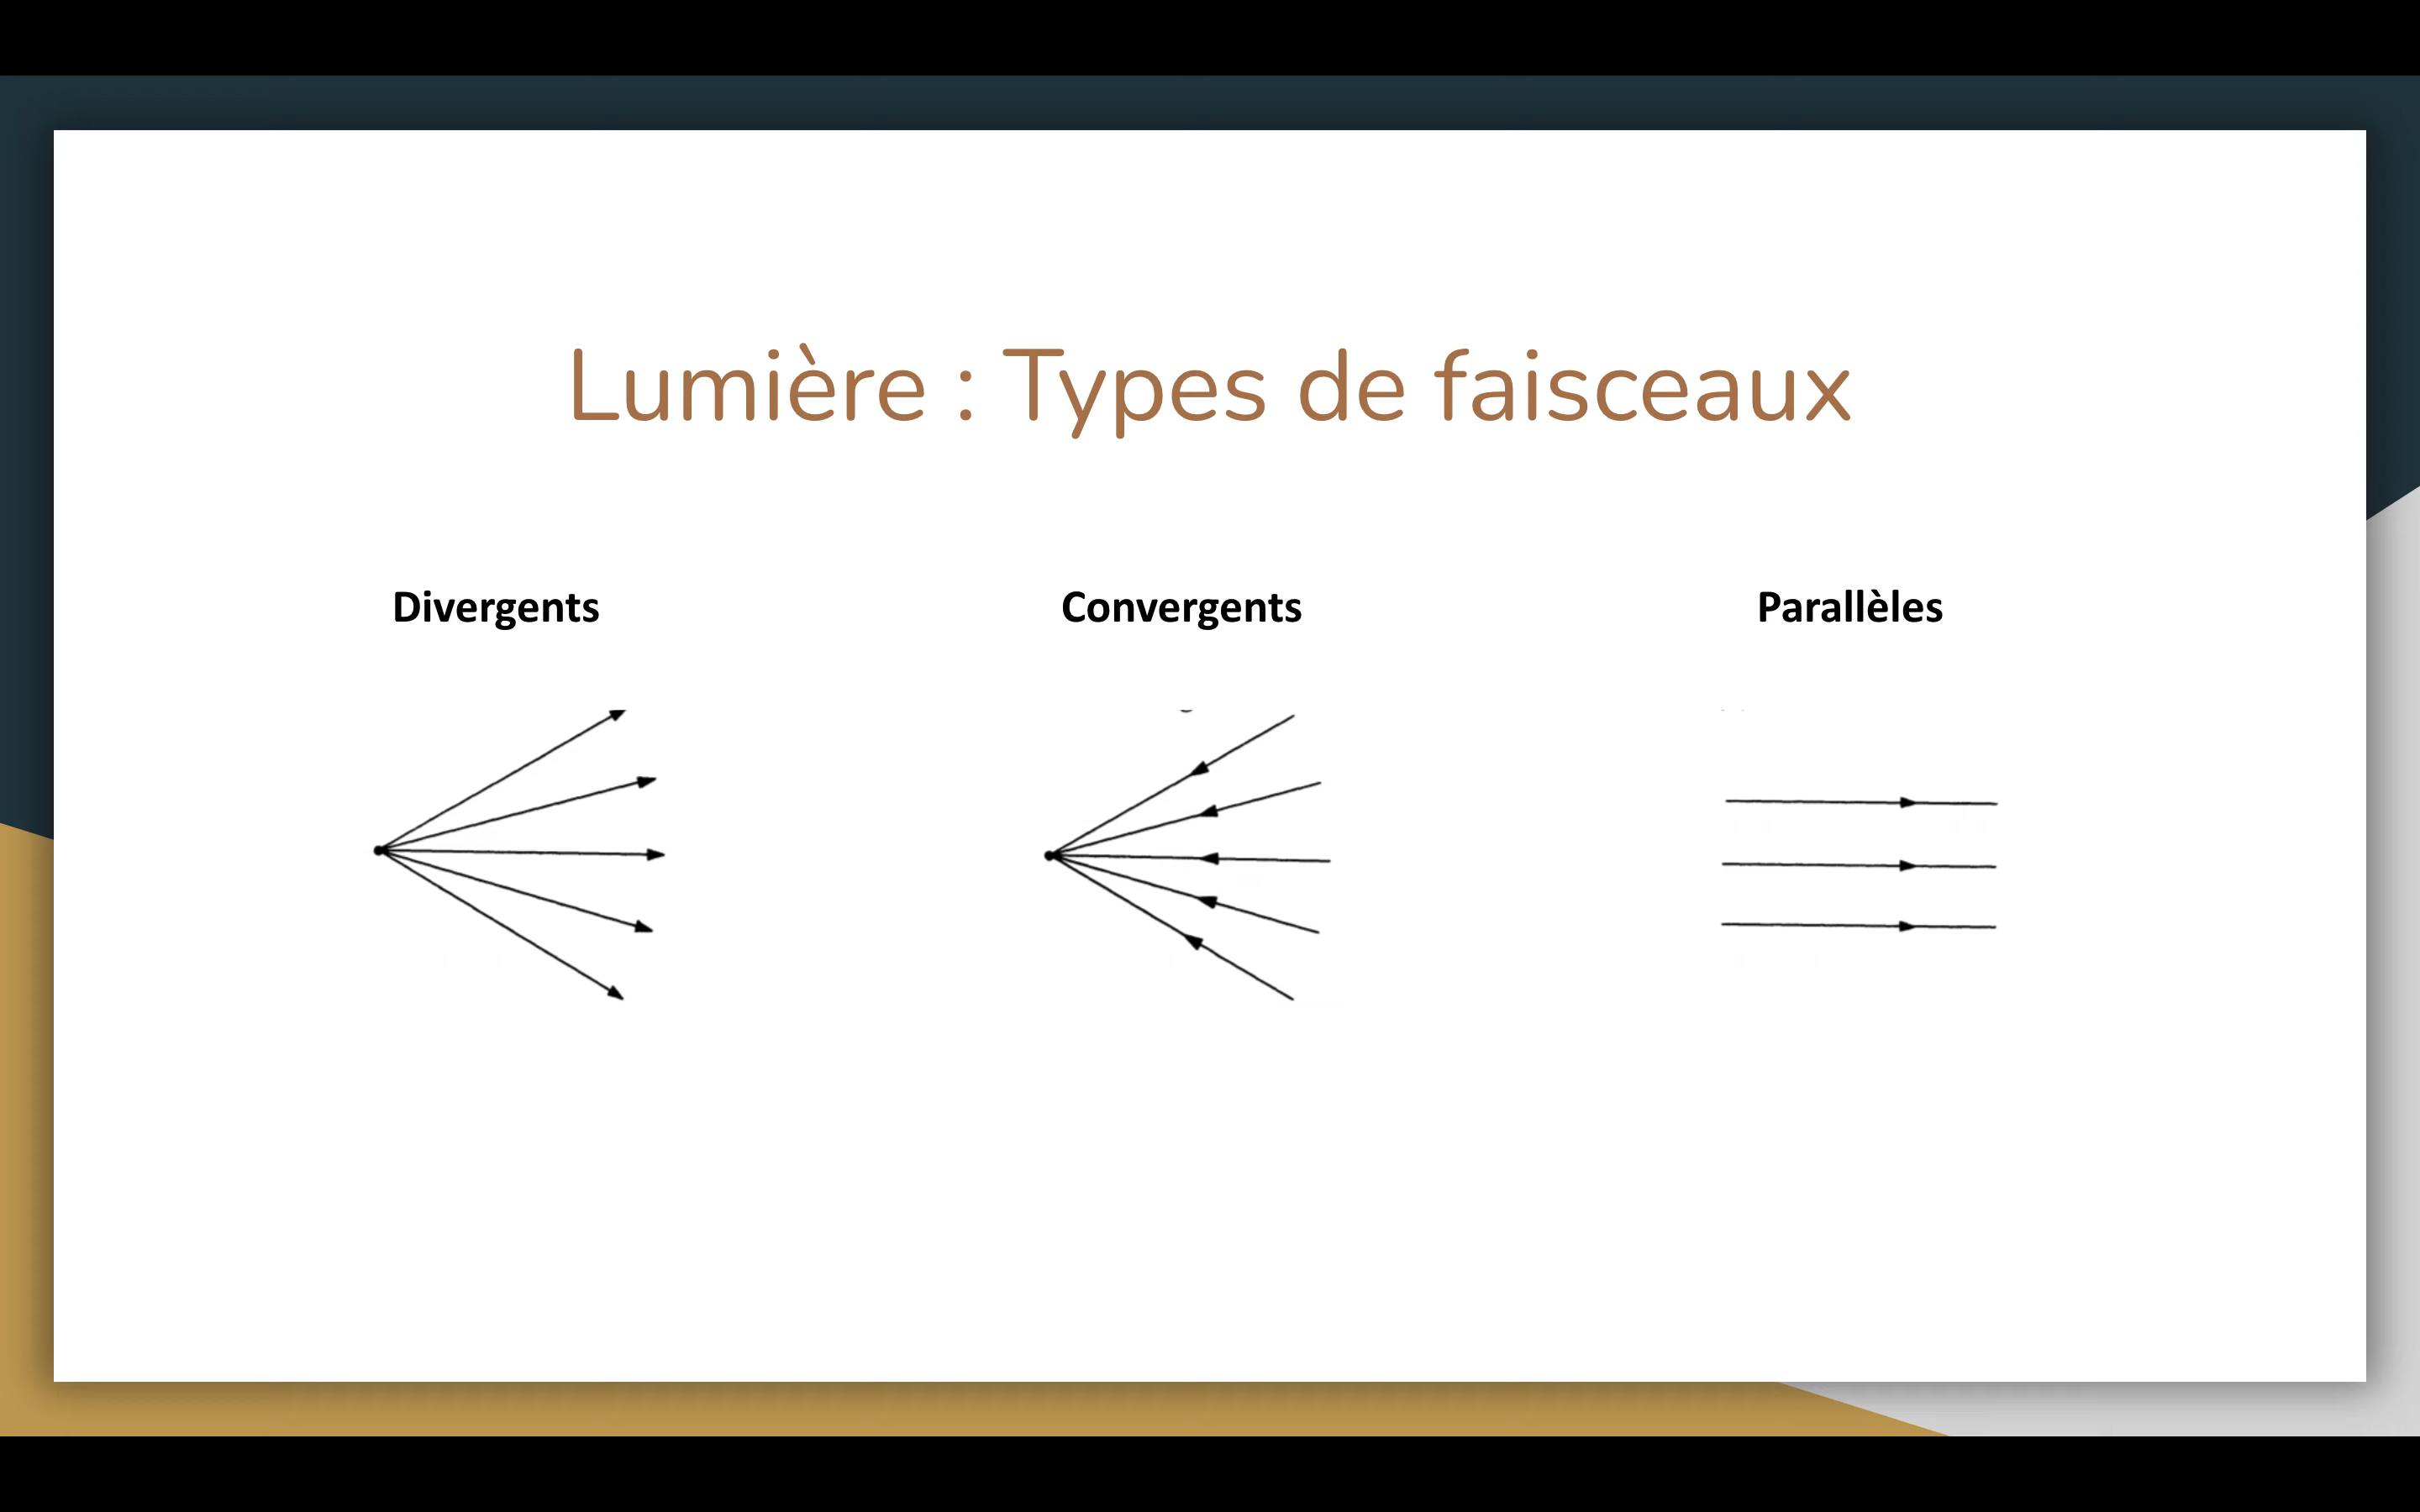 Lumière : Types de faisceaux
Divergents
Convergents
Parallèles